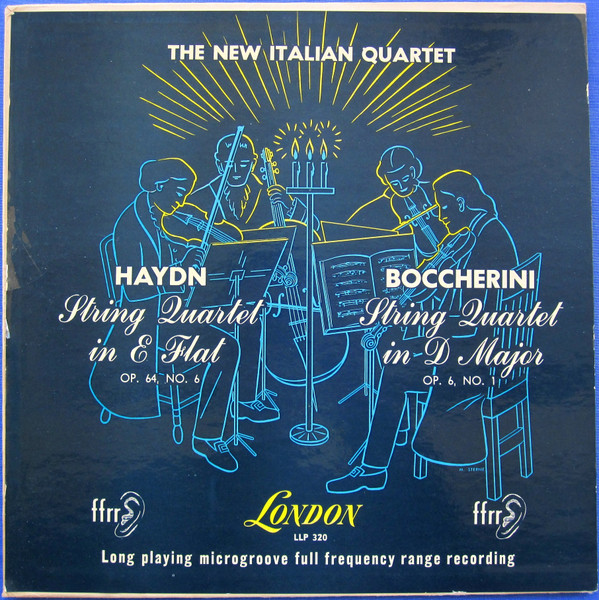 THE NEW ITALIAN QUARTET
HAYDN
String Quartet
in E Flat
OP. 64, NO. 6
BOCCHERINI
String Quartet
in D Major
OP. 6, NO. 1
ffrr
LONDON
LLP 320
ffrr
Long playing microgroove full frequency range recording